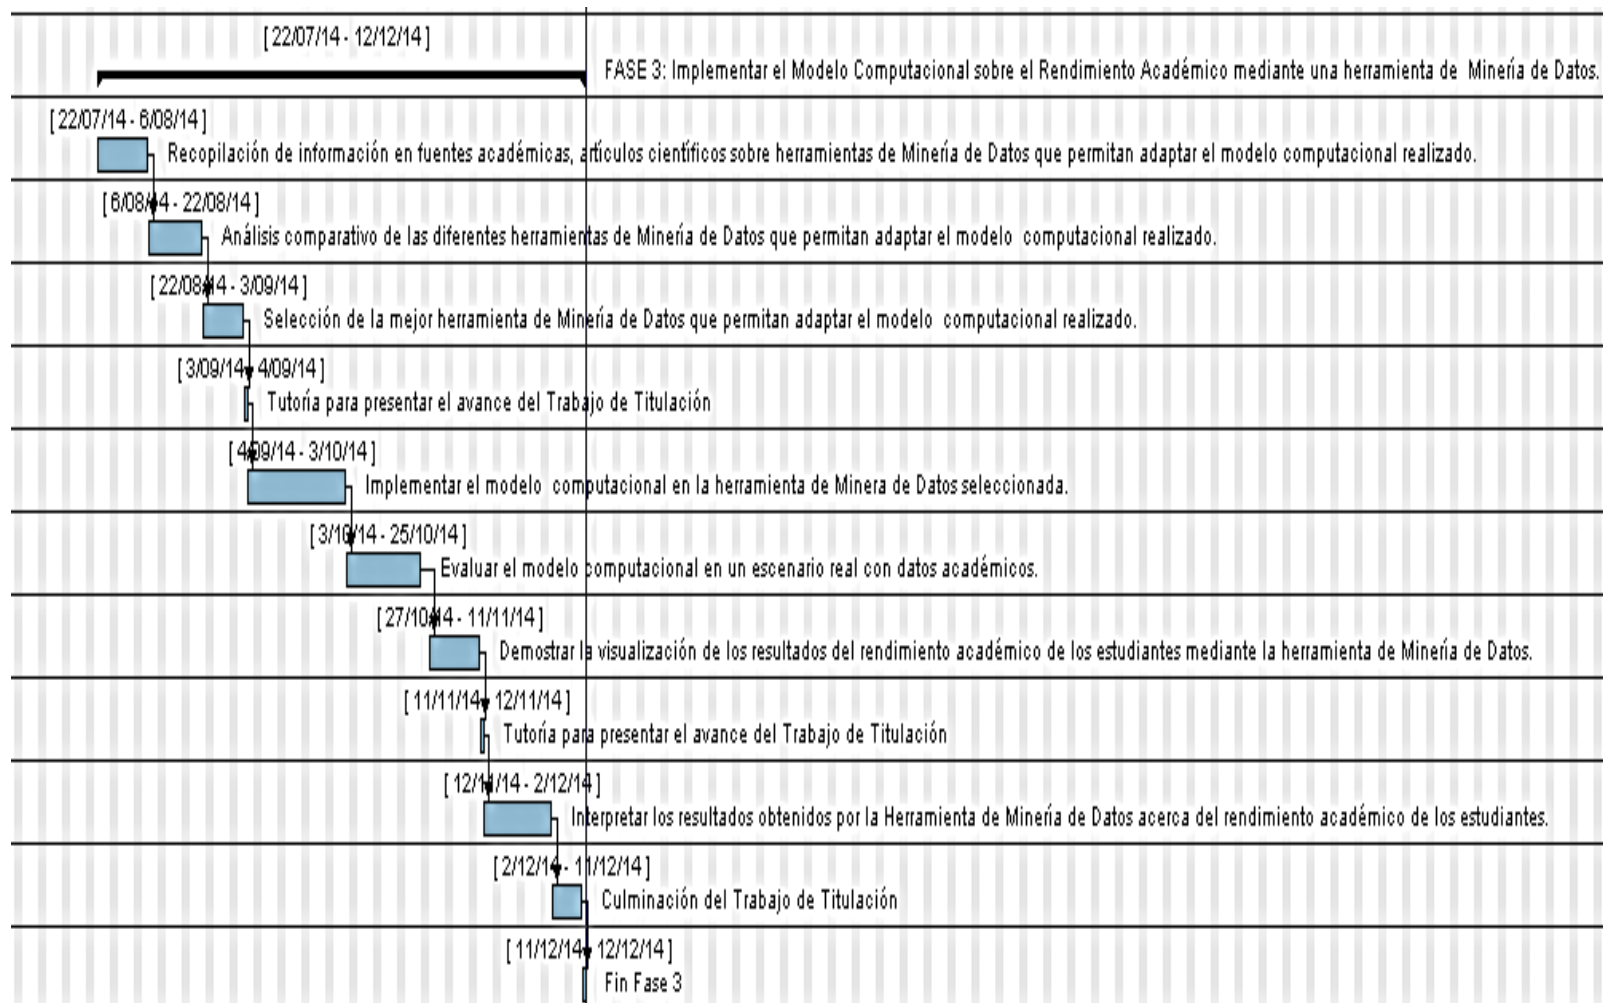 [ 22/07/14 - 12/12/14 ]
FASE 3: Implementar el Modelo Computacional sobre el Rendimiento Académico mediante una herramienta de Minería de Datos.
[ 22/07/14 - 6/08/14 ]
Recopilación de información en fuentes académicas, artículos científicos sobre herramientas de Minería de Datos que permitan adaptar el modelo computacional realizado.
[ 6/08/14 - 22/08/14 ]
Análisis comparativo de las diferentes herramientas de Minería de Datos que permitan adaptar el modelo computacional realizado.
[ 22/08/14 - 3/09/14 ]
Selección de la mejor herramienta de Minería de Datos que permitan adaptar el modelo computacional realizado.
[ 3/09/14 - 4/09/14 ]
Tutoría para presentar el avance del Trabajo de Titulación
[ 4/09/14 - 3/10/14 ]
Implementar el modelo computacional en la herramienta de Minera de Datos seleccionada.
[ 3/10/14 - 25/10/14 ]
Evaluar el modelo computacional en un escenario real con datos académicos.
[ 27/10/14 - 11/11/14 ]
Demostrar la visualización de los resultados del rendimiento académico de los estudiantes mediante la herramienta de Minería de Datos.
[ 11/11/14 - 12/11/14 ]
Tutoría para presentar el avance del Trabajo de Titulación
[ 12/11/14 - 2/12/14 ]
Interpretar los resultados obtenidos por la Herramienta de Minería de Datos acerca del rendimiento académico de los estudiantes.
[ 2/12/14 - 11/12/14 ]
Culminación del Trabajo de Titulación
[ 11/12/14 - 12/12/14 ]
Fin Fase 3